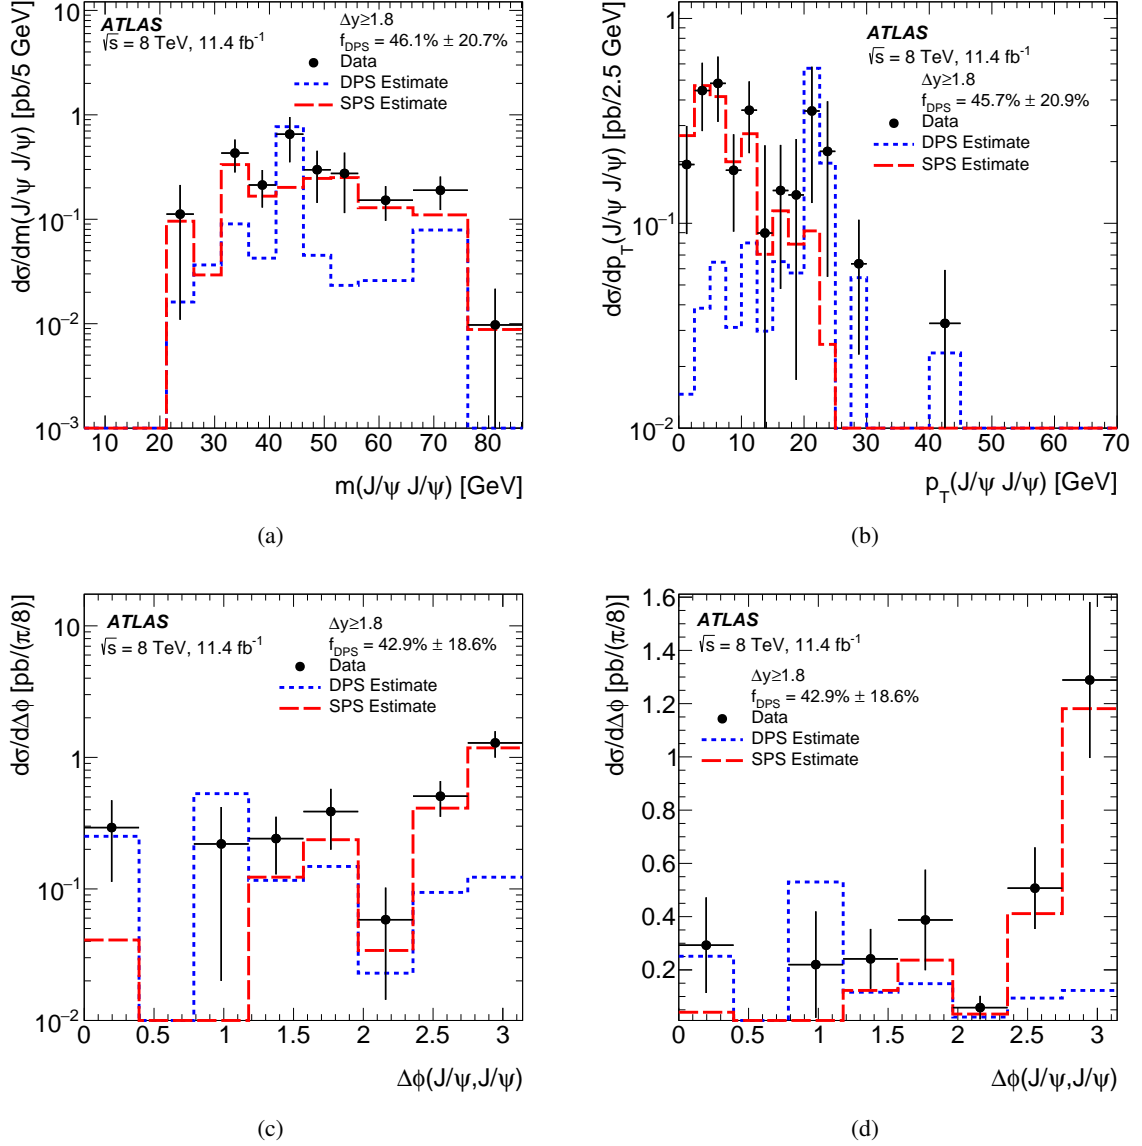 ATLAS
√s = 8 TeV, 11.4 fb⁻¹
Δy≥1.8
f_DPS = 46.1% ± 20.7%
Data
DPS Estimate
SPS Estimate
dσ/dm(J/ψ J/ψ) [pb/5 GeV]
10
1
10⁻¹
10⁻²
10⁻³
10 20 30 40 50 60 70 80
m(J/ψ J/ψ) [GeV]
(a)
ATLAS
√s = 8 TeV, 11.4 fb⁻¹
Δy≥1.8
f_DPS = 45.7% ± 20.9%
Data
DPS Estimate
SPS Estimate
dσ/dp_T(J/ψ J/ψ) [pb/2.5 GeV]
1
10⁻¹
10⁻²
0 10 20 30 40 50 60 70
p_T(J/ψ J/ψ) [GeV]
(b)
ATLAS
√s = 8 TeV, 11.4 fb⁻¹
Δy≥1.8
f_DPS = 42.9% ± 18.6%
Data
DPS Estimate
SPS Estimate
dσ/dΔϕ [pb/(π/8)]
10
1
10⁻¹
10⁻²
0 0.5 1 1.5 2 2.5 3
Δϕ(J/ψ,J/ψ)
(c)
ATLAS
√s = 8 TeV, 11.4 fb⁻¹
Δy≥1.8
f_DPS = 42.9% ± 18.6%
Data
DPS Estimate
SPS Estimate
dσ/dΔϕ [pb/(π/8)]
1.6
1.4
1.2
1
0.8
0.6
0.4
0.2
0 0.5 1 1.5 2 2.5 3
Δϕ(J/ψ,J/ψ)
(d)